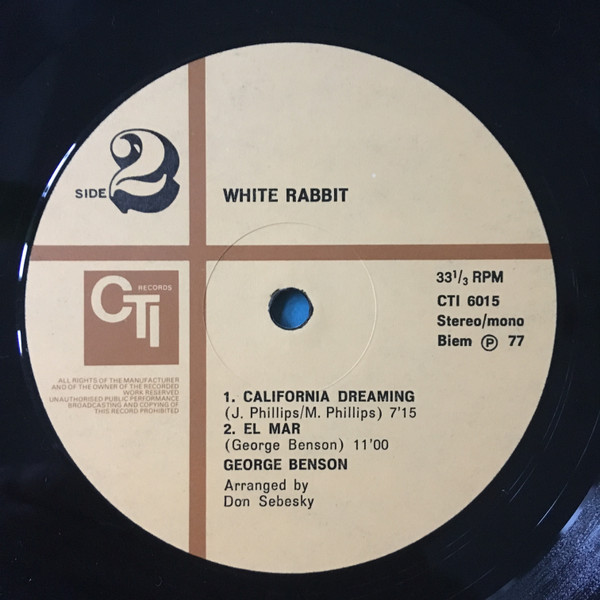 SIDE 2
WHITE RABBIT
CTI RECORDS
33 1/3 RPM
CTI 6015
Stereo/mono
Biem Ⓟ 77
ALL RIGHTS OF THE MANUFACTURER
AND OF THE OWNER OF THE RECORDED
WORK RESERVED
UNAUTHORISED PUBLIC PERFORMANCE
BROADCASTING AND COPYING OF
THIS RECORD PROHIBITED
1. CALIFORNIA DREAMING
(J. Phillips/M. Phillips) 7'15
2. EL MAR
(George Benson) 11'00
GEORGE BENSON
Arranged by
Don Sebesky